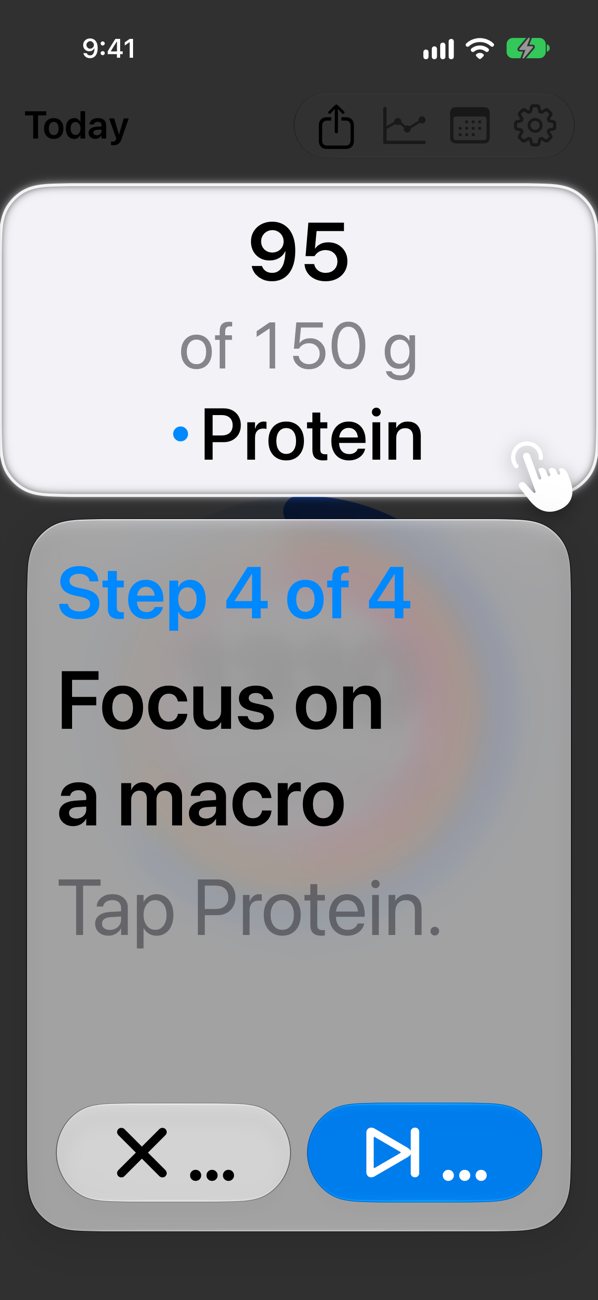 9:41
Today
95
of 150 g
Protein
Step 4 of 4
Focus on
a macro
Tap Protein.
...
...